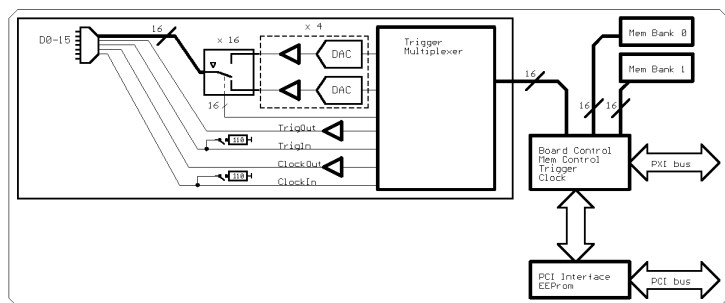 D0-15
16
x 16
x 4
DAC
DAC
16
TrigOut
110
TrigIn
ClockOut
110
ClockIn
Trigger
Multiplexer
16
16
16
Mem Bank 0
Mem Bank 1
Board Control
Mem Control
Trigger
Clock
PXI bus
PCI Interface
EEProm
PCI bus